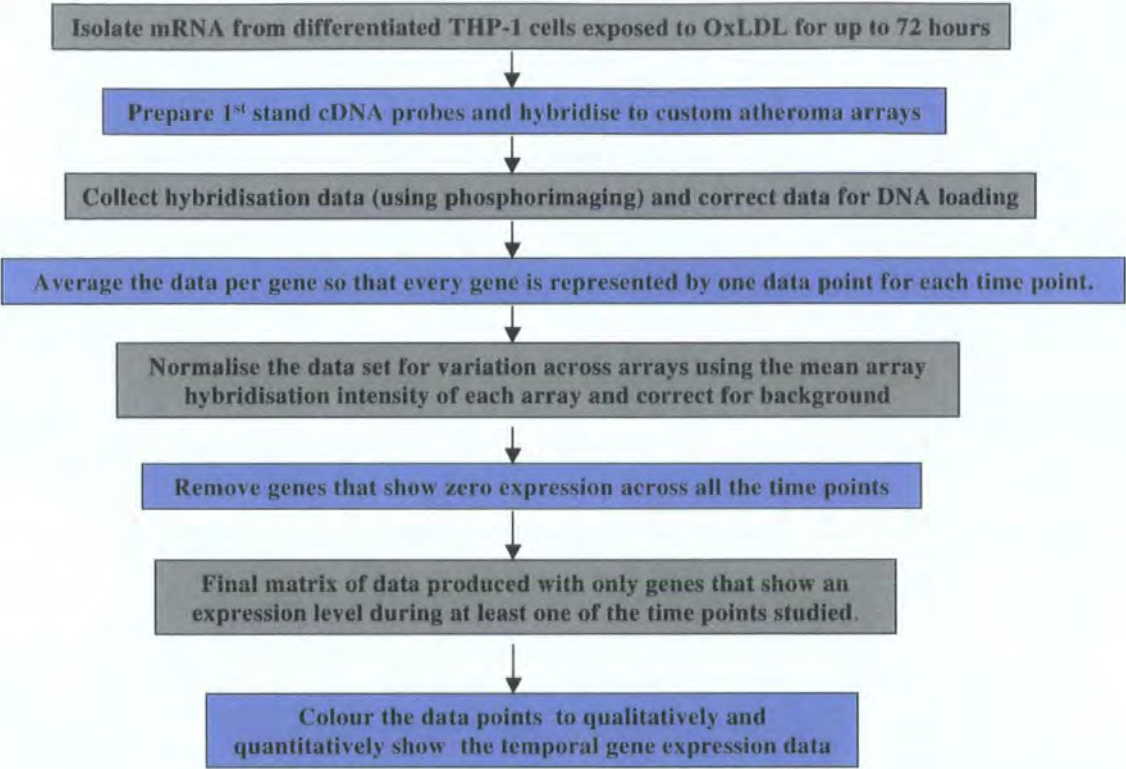 Isolate mRNA from differentiated THP-1 cells exposed to OxLDL for up to 72 hours
Prepare 1st stand cDNA probes and hybridise to custom atheroma arrays
Collect hybridisation data (using phosphorimaging) and correct data for DNA loading
Average the data per gene so that every gene is represented by one data point for each time point.
Normalise the data set for variation across arrays using the mean array
hybridisation intensity of each array and correct for background
Remove genes that show zero expression across all the time points
Final matrix of data produced with only genes that show an
expression level during at least one of the time points studied.
Colour the data points to qualitatively and
quantitatively show the temporal gene expression data